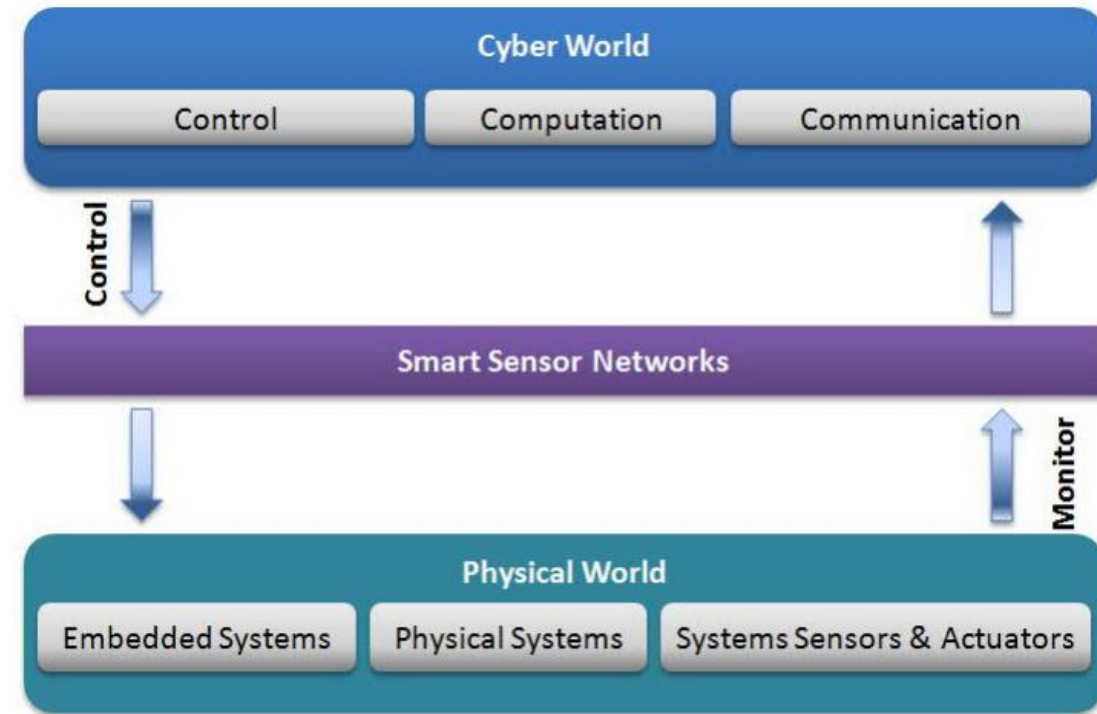 Cyber World
Control
Computation
Communication
Control
Smart Sensor Networks
Monitor
Physical World
Embedded Systems
Physical Systems
Systems Sensors & Actuators